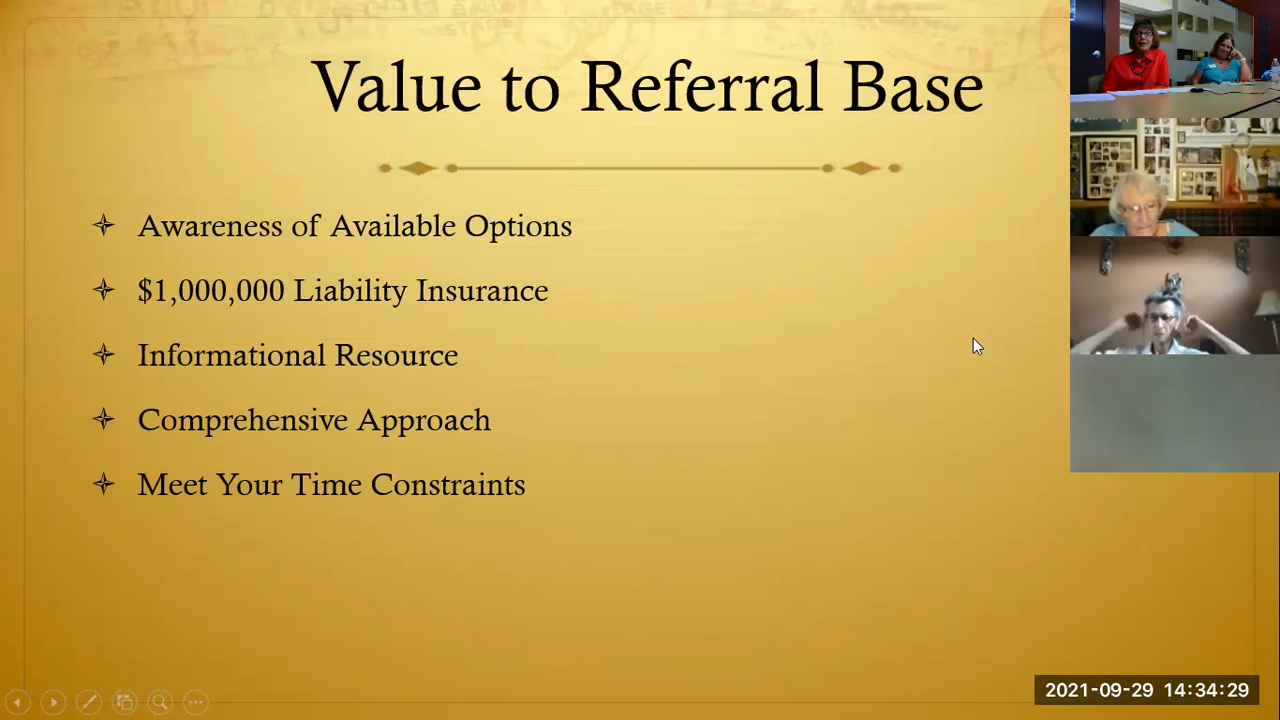 Value to Referral Base
Awareness of Available Options
$1,000,000 Liability Insurance
Informational Resource
Comprehensive Approach
Meet Your Time Constraints
2021-09-29 14:34:29